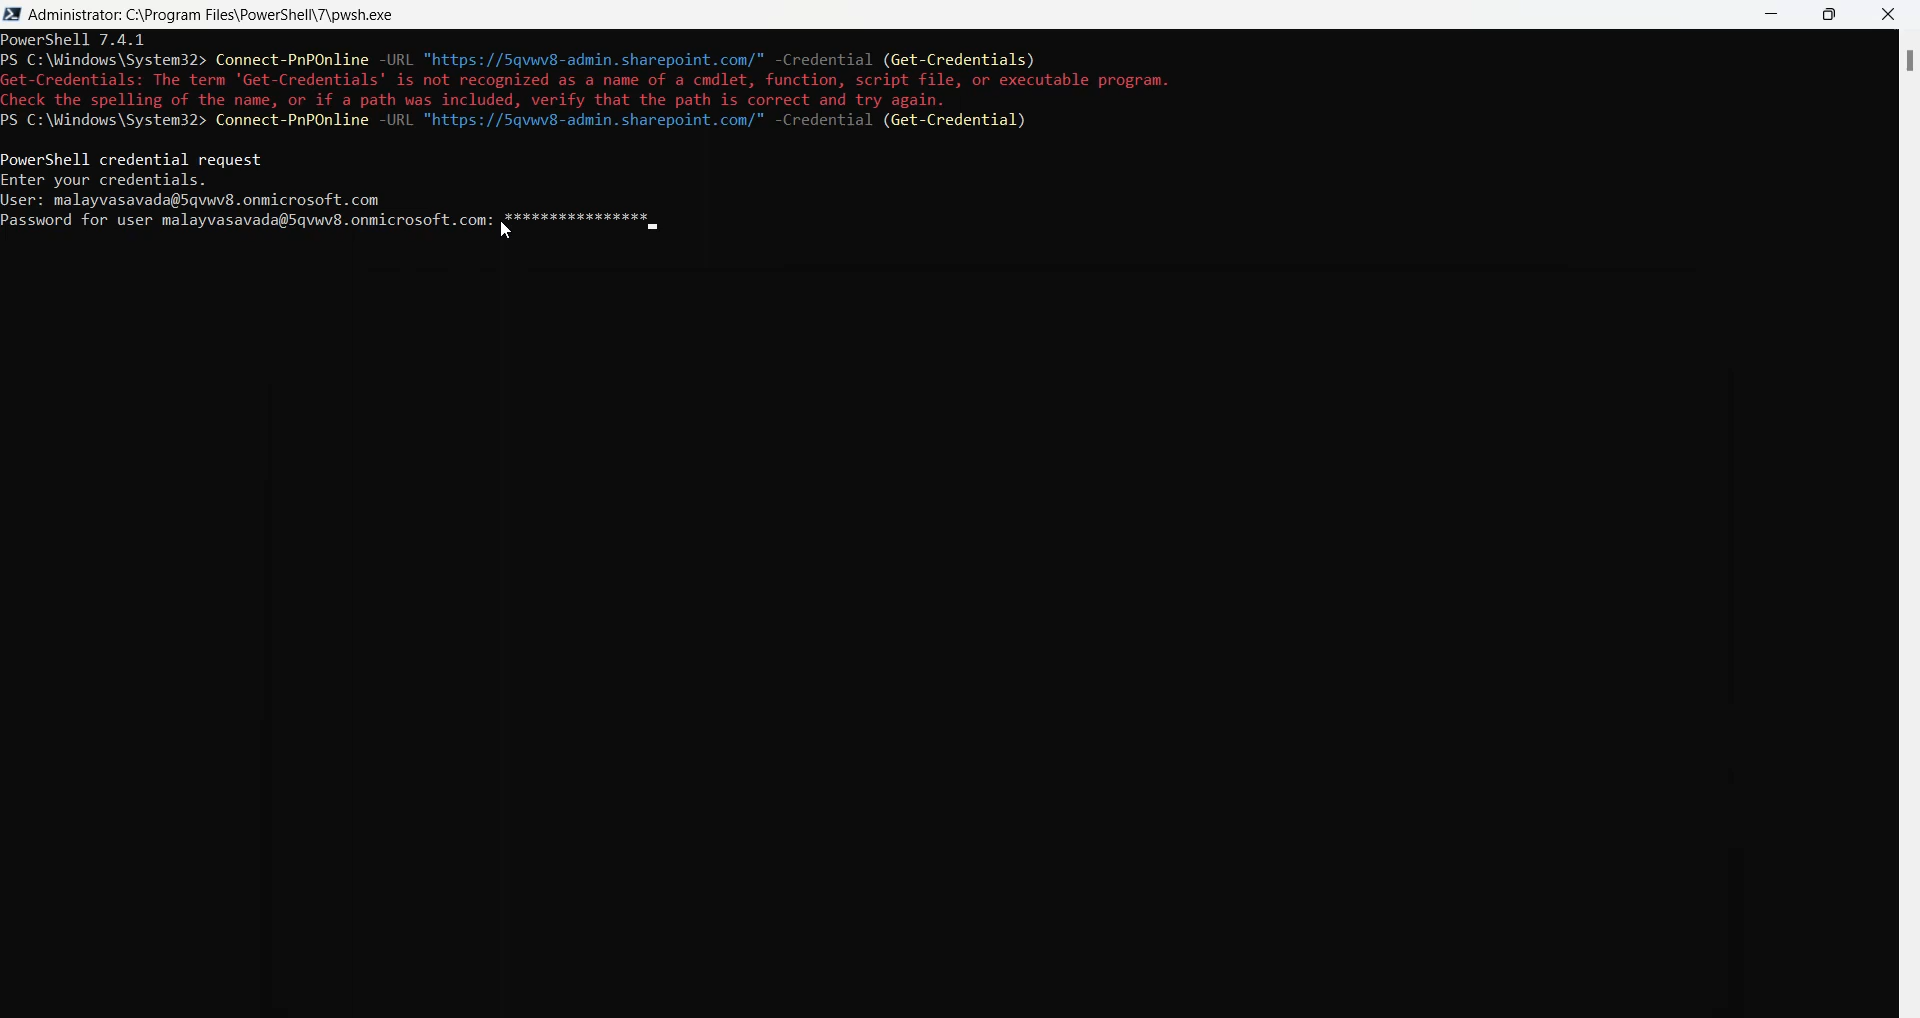 Administrator: C:\Program Files\PowerShell\7\pwsh.exe
PowerShell 7.4.1
PS C:\Windows\System32> Connect-PnPOnline -URL "https://5qvwv8-admin.sharepoint.com/" -Credential (Get-Credentials)
Get-Credentials: The term 'Get-Credentials' is not recognized as a name of a cmdlet, function, script file, or executable program.
Check the spelling of the name, or if a path was included, verify that the path is correct and try again.
PS C:\Windows\System32> Connect-PnPOnline -URL "https://5qvwv8-admin.sharepoint.com/" -Credential (Get-Credential)
PowerShell credential request
Enter your credentials.
User: malayvasavada@5qvwv8.onmicrosoft.com
Password for user malayvasavada@5qvwv8.onmicrosoft.com: ****************